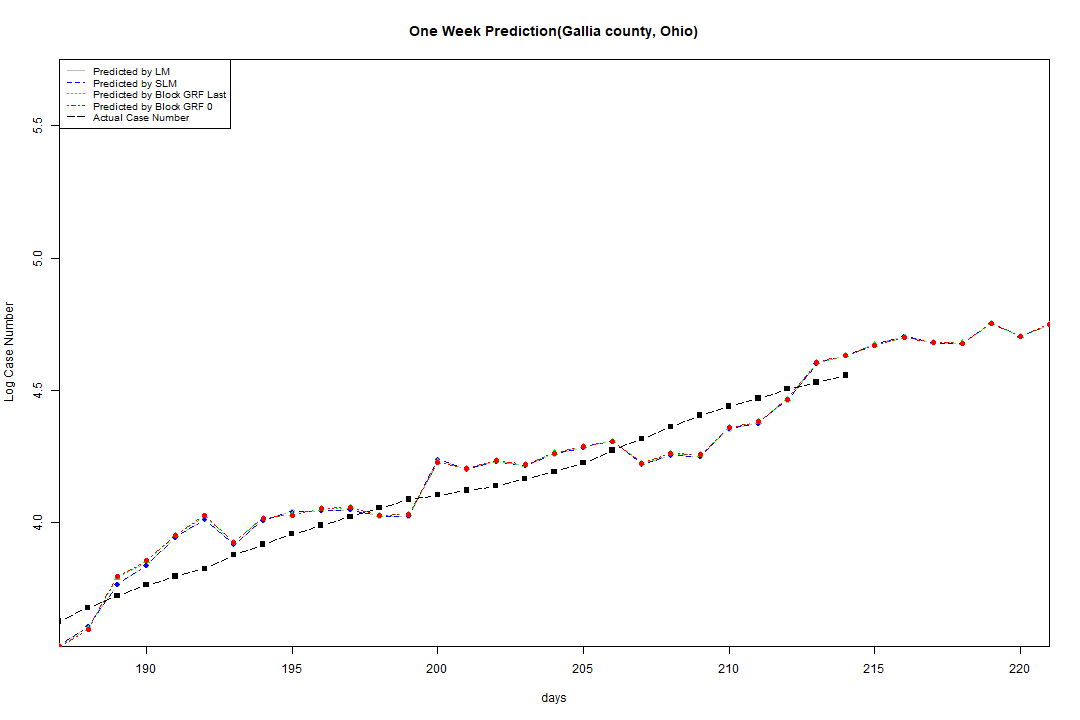 One Week Prediction(Gallia county, Ohio)
Predicted by LM
Predicted by SLM
Predicted by Block GRF Last
Predicted by Block GRF 0
Actual Case Number
5.5
5.0
4.5
4.0
Log Case Number
190 195 200 205 210 215 220
days